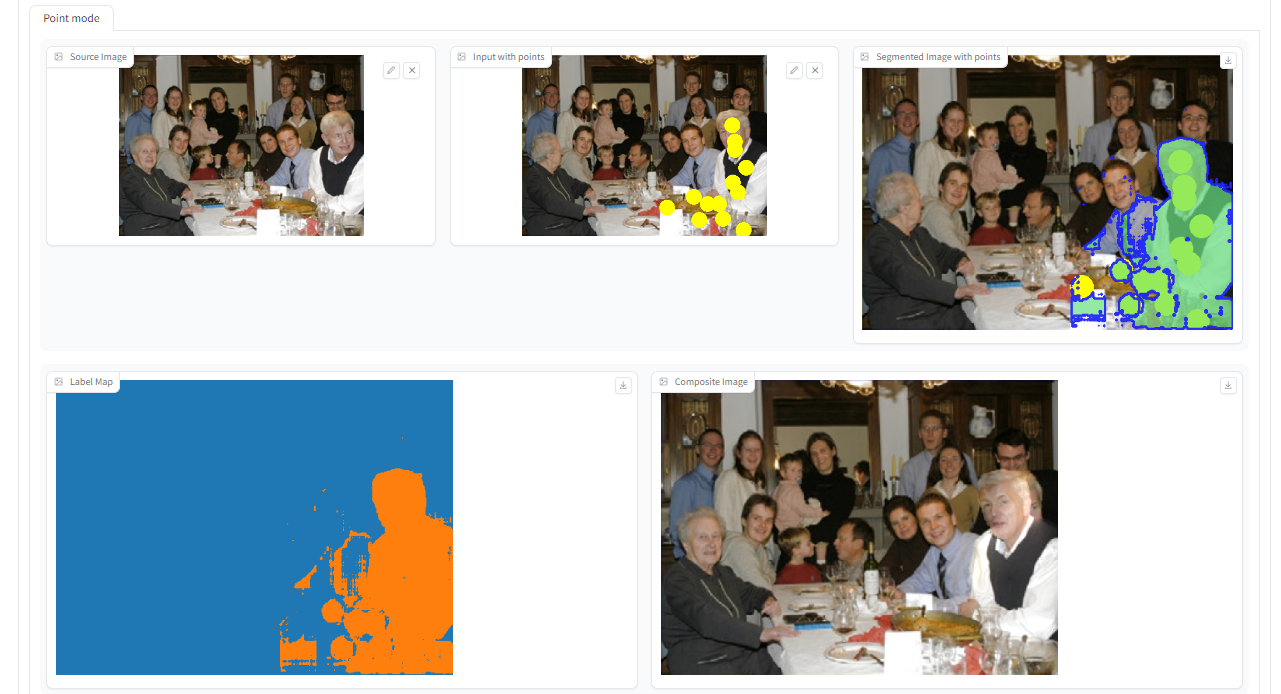 Point mode
Source Image
Input with points
Segmented Image with points
Label Map
Composite Image